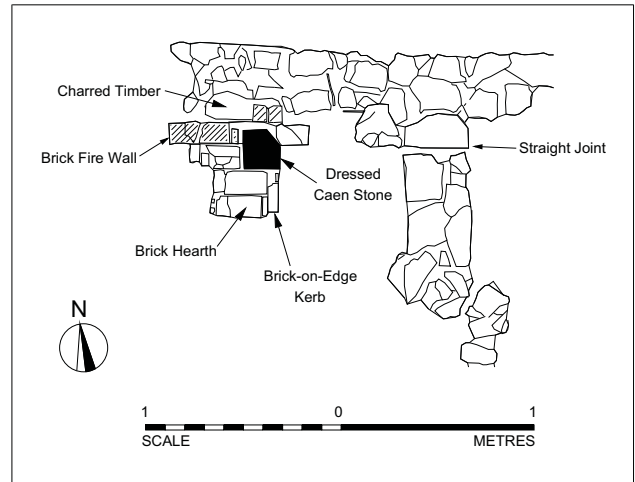 Charred Timber
Brick Fire Wall
Straight Joint
Dressed
Caen Stone
Brick Hearth
Brick-on-Edge
Kerb
N
1 0 1
SCALE METRES